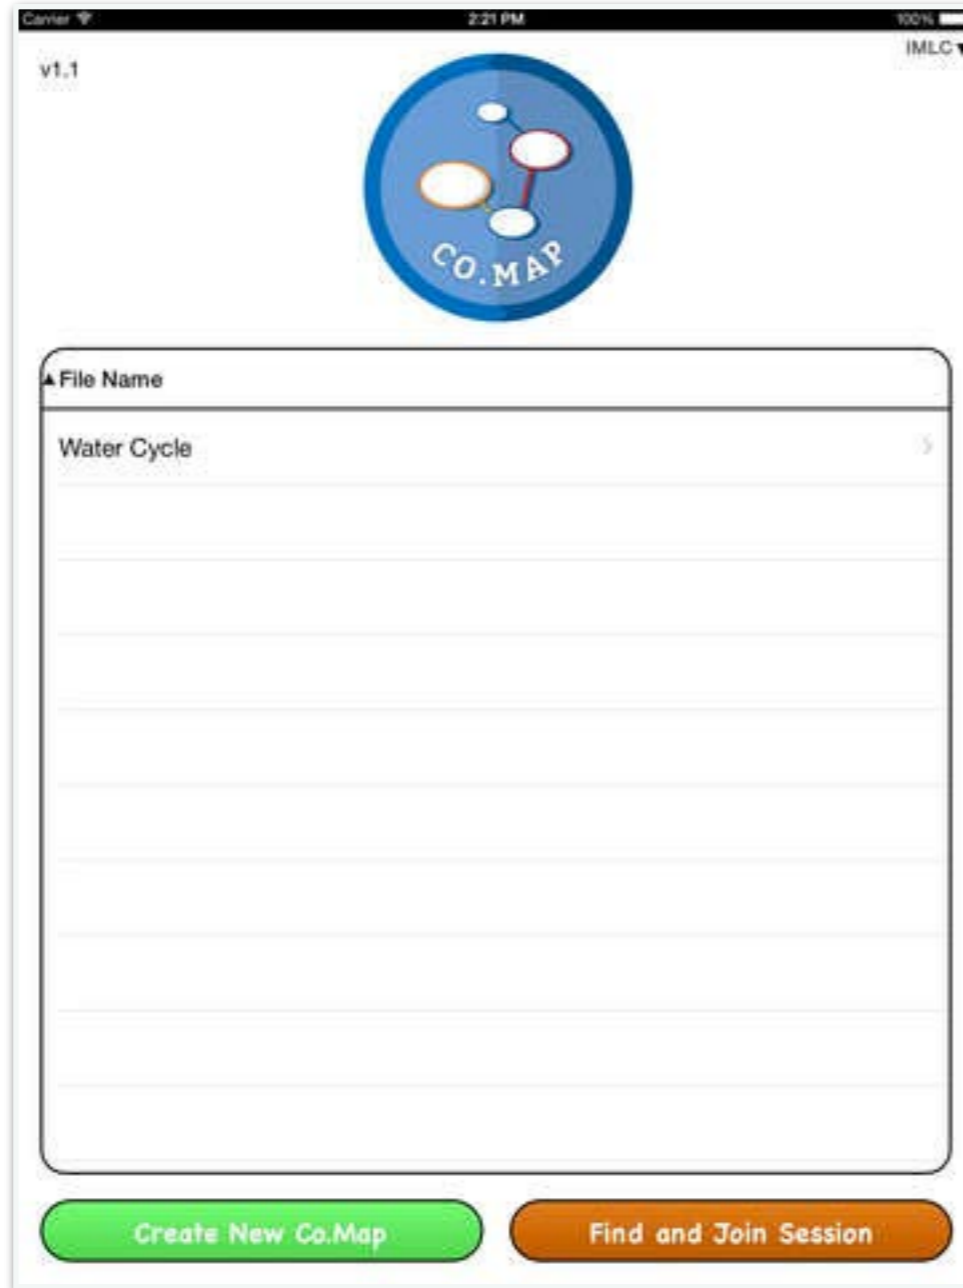 Carrier 2:21 PM 100%
IMLC▼
v1.1
CO.MAP
▲File Name
Water Cycle
Create New Co.Map Find and Join Session